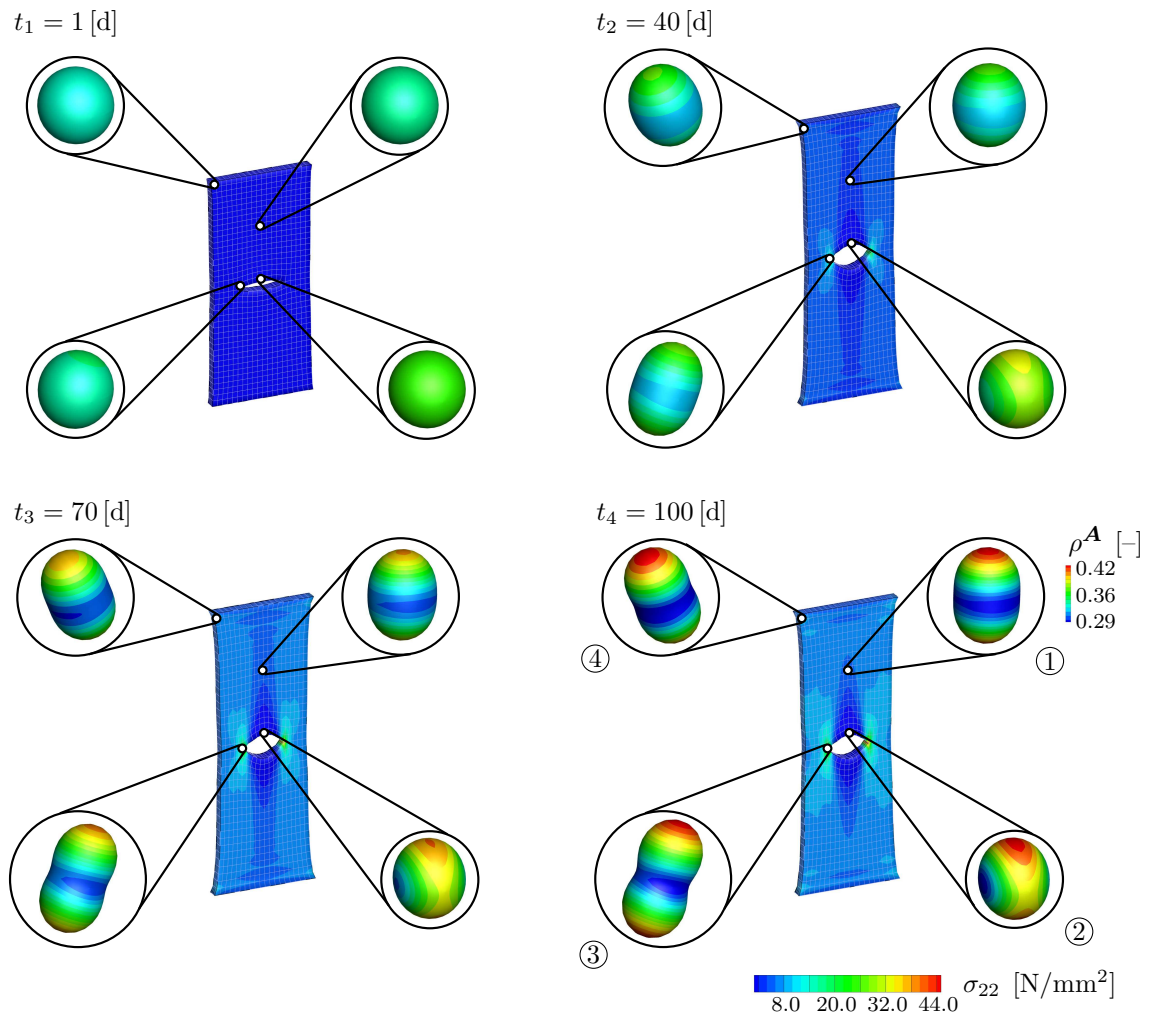 t₁ = 1 [d]
t₂ = 40 [d]
t₃ = 70 [d]
t₄ = 100 [d]
ρᴬ [–]
0.42
0.36
0.29
④
①
③
②
σ₂₂ [N/mm²]
8.0 20.0 32.0 44.0